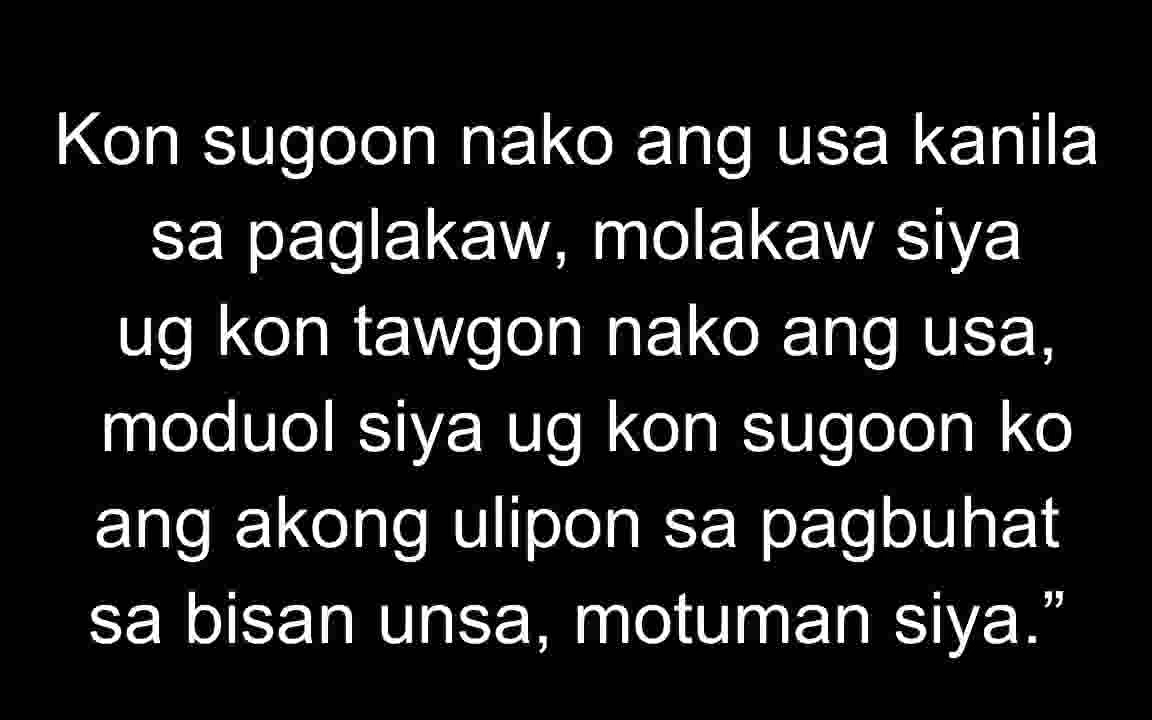 Kon sugoon nako ang usa kanila
sa paglakaw, molakaw siya
ug kon tawgon nako ang usa,
moduol siya ug kon sugoon ko
ang akong ulipon sa pagbuhat
sa bisan unsa, motuman siya.”